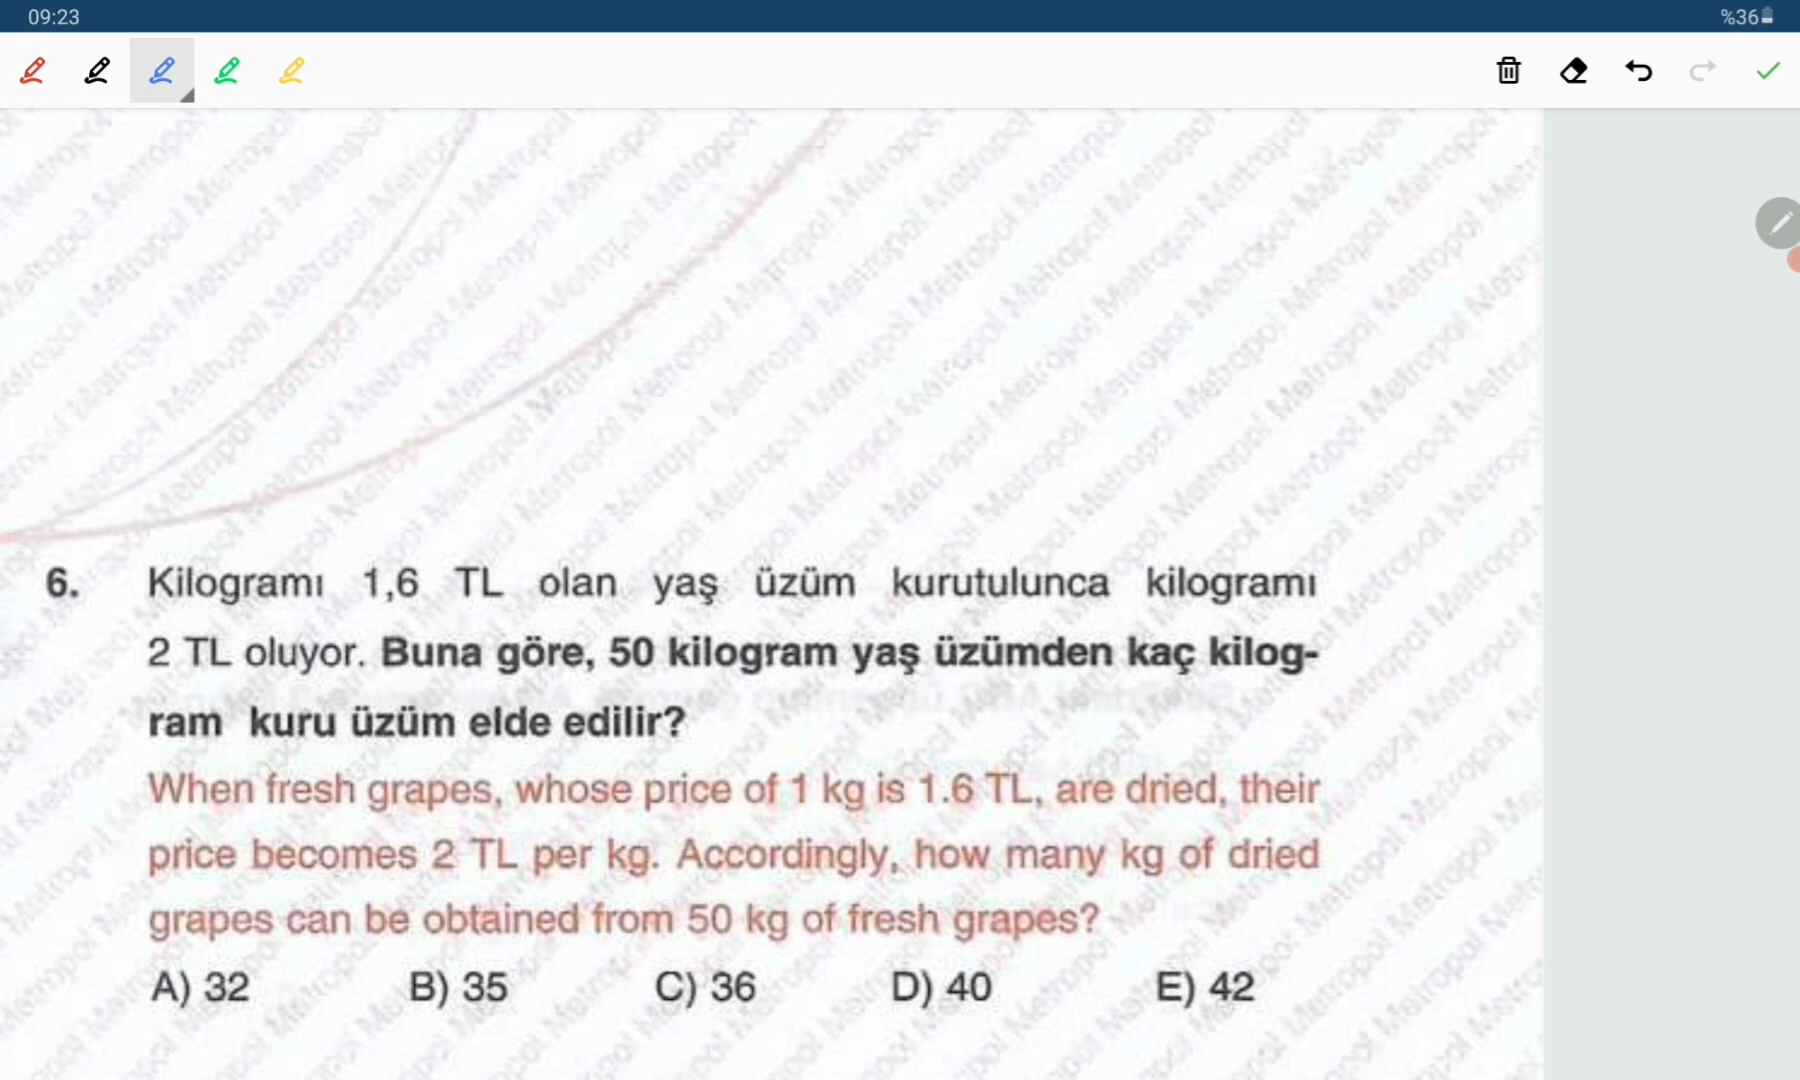 09:23
%36
6. Kilogramı 1,6 TL olan yaş üzüm kurutulunca kilogramı
2 TL oluyor. Buna göre, 50 kilogram yaş üzümden kaç kilog-
ram kuru üzüm elde edilir?
When fresh grapes, whose price of 1 kg is 1.6 TL, are dried, their
price becomes 2 TL per kg. Accordingly, how many kg of dried
grapes can be obtained from 50 kg of fresh grapes?
A) 32 B) 35 C) 36 D) 40 E) 42